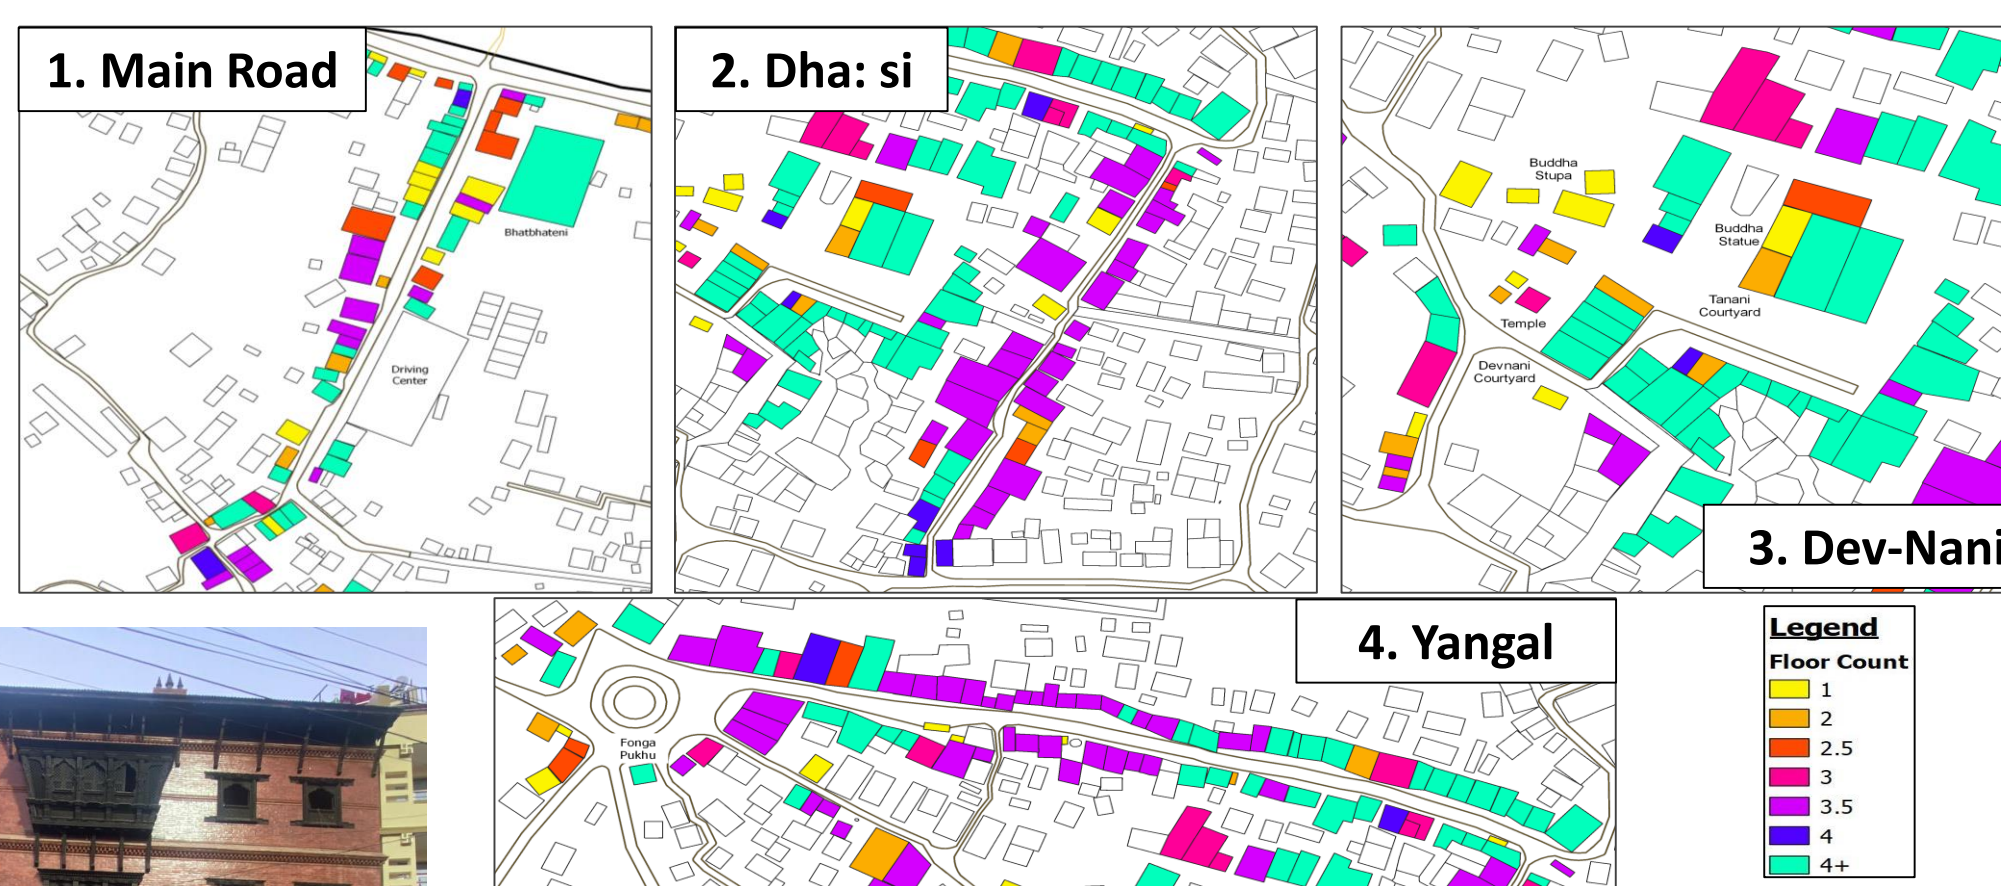 1. Main Road
Bhatbhateni
Driving
Center
2. Dha: si
Buddha
Stupa
Buddha
Statue
Tanani
Courtyard
Temple
Devnani
Courtyard
3. Dev-Nani
4. Yangal
Fonga
Pukhu
Legend
Floor Count
1
2
2.5
3
3.5
4
4+